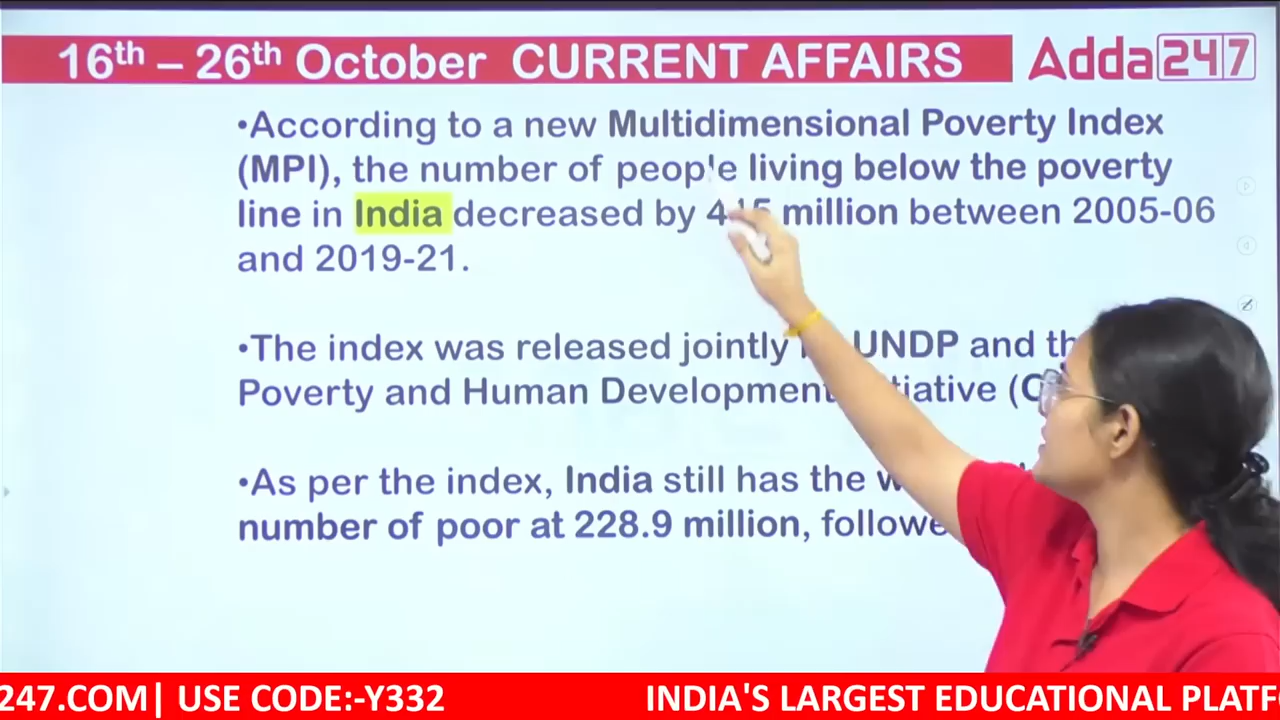 16th – 26th October CURRENT AFFAIRS
Adda 247
•According to a new Multidimensional Poverty Index
(MPI), the number of people living below the poverty
line in India decreased by 415 million between 2005-06
and 2019-21.
•The index was released jointly UNDP and
Poverty and Human Development
•As per the index, India still has the
number of poor at 228.9 million,
247.COM| USE CODE:-Y332
INDIA'S LARGEST EDUCATIONAL